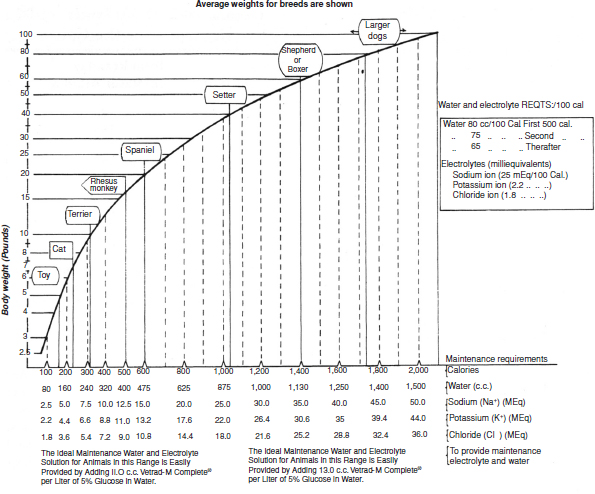 Average weights for breeds are shown
Larger
dogs
Shepherd
or
Boxer
Setter
Spaniel
Rhesus
monkey
Terrier
Cat
Toy
Body weight (Pounds)
100
80
60
50
40
30
25
20
15
10
8
7
6
5
4
3
2.5
Water and electrolyte REQTS:/100 cal
Water 80 cc/100 Cal. First 500 cal.
.. 75 .. .. .. Second .. ..
.. 65 .. .. .. Therafter
Electrolytes (milliequivalents)
Sodium ion (25 mEq/100 Cal.)
Potassium ion (2.2 .. .. ..)
Chloride ion (1.8 .. .. ..)
Maintenance requirements
100 200 300 400 500 600 800 1,000 1,200 1,400 1,600 1,800 2,000 Calories
80 160 240 320 400 475 625 875 1,000 1,130 1,250 1,400 1,500 Water (c.c.)
2.5 5.0 7.5 10.0 12.5 15.0 20.0 25.0 30.0 35.0 40.0 45.0 50.0 Sodium (Na⁺) (MEq)
2.2 4.4 6.6 8.8 11.0 13.2 17.6 22.0 26.4 30.6 35 39.4 44.0 Potassium (K⁺) (MEq)
1.8 3.6 5.4 7.2 9.0 10.8 14.4 18.0 21.6 25.2 28.8 32.4 36.0 Chloride (Cl ) (MEq)
The Ideal Maintenance Water and Electrolyte
Solution for Animals in this Range is Easily
Provided by Adding II.O c.c. Vetrad-M Complete®
per Liter of 5% Glucose in Water.
The Ideal Maintenance Water and Electrolyte
Solution for Animals in this Range is Easily
Provided by Adding 13.0 c.c. Vetrad-M Complete®
per Liter of 5% Glucose in Water.
To provide maintenance
electrolyte and water